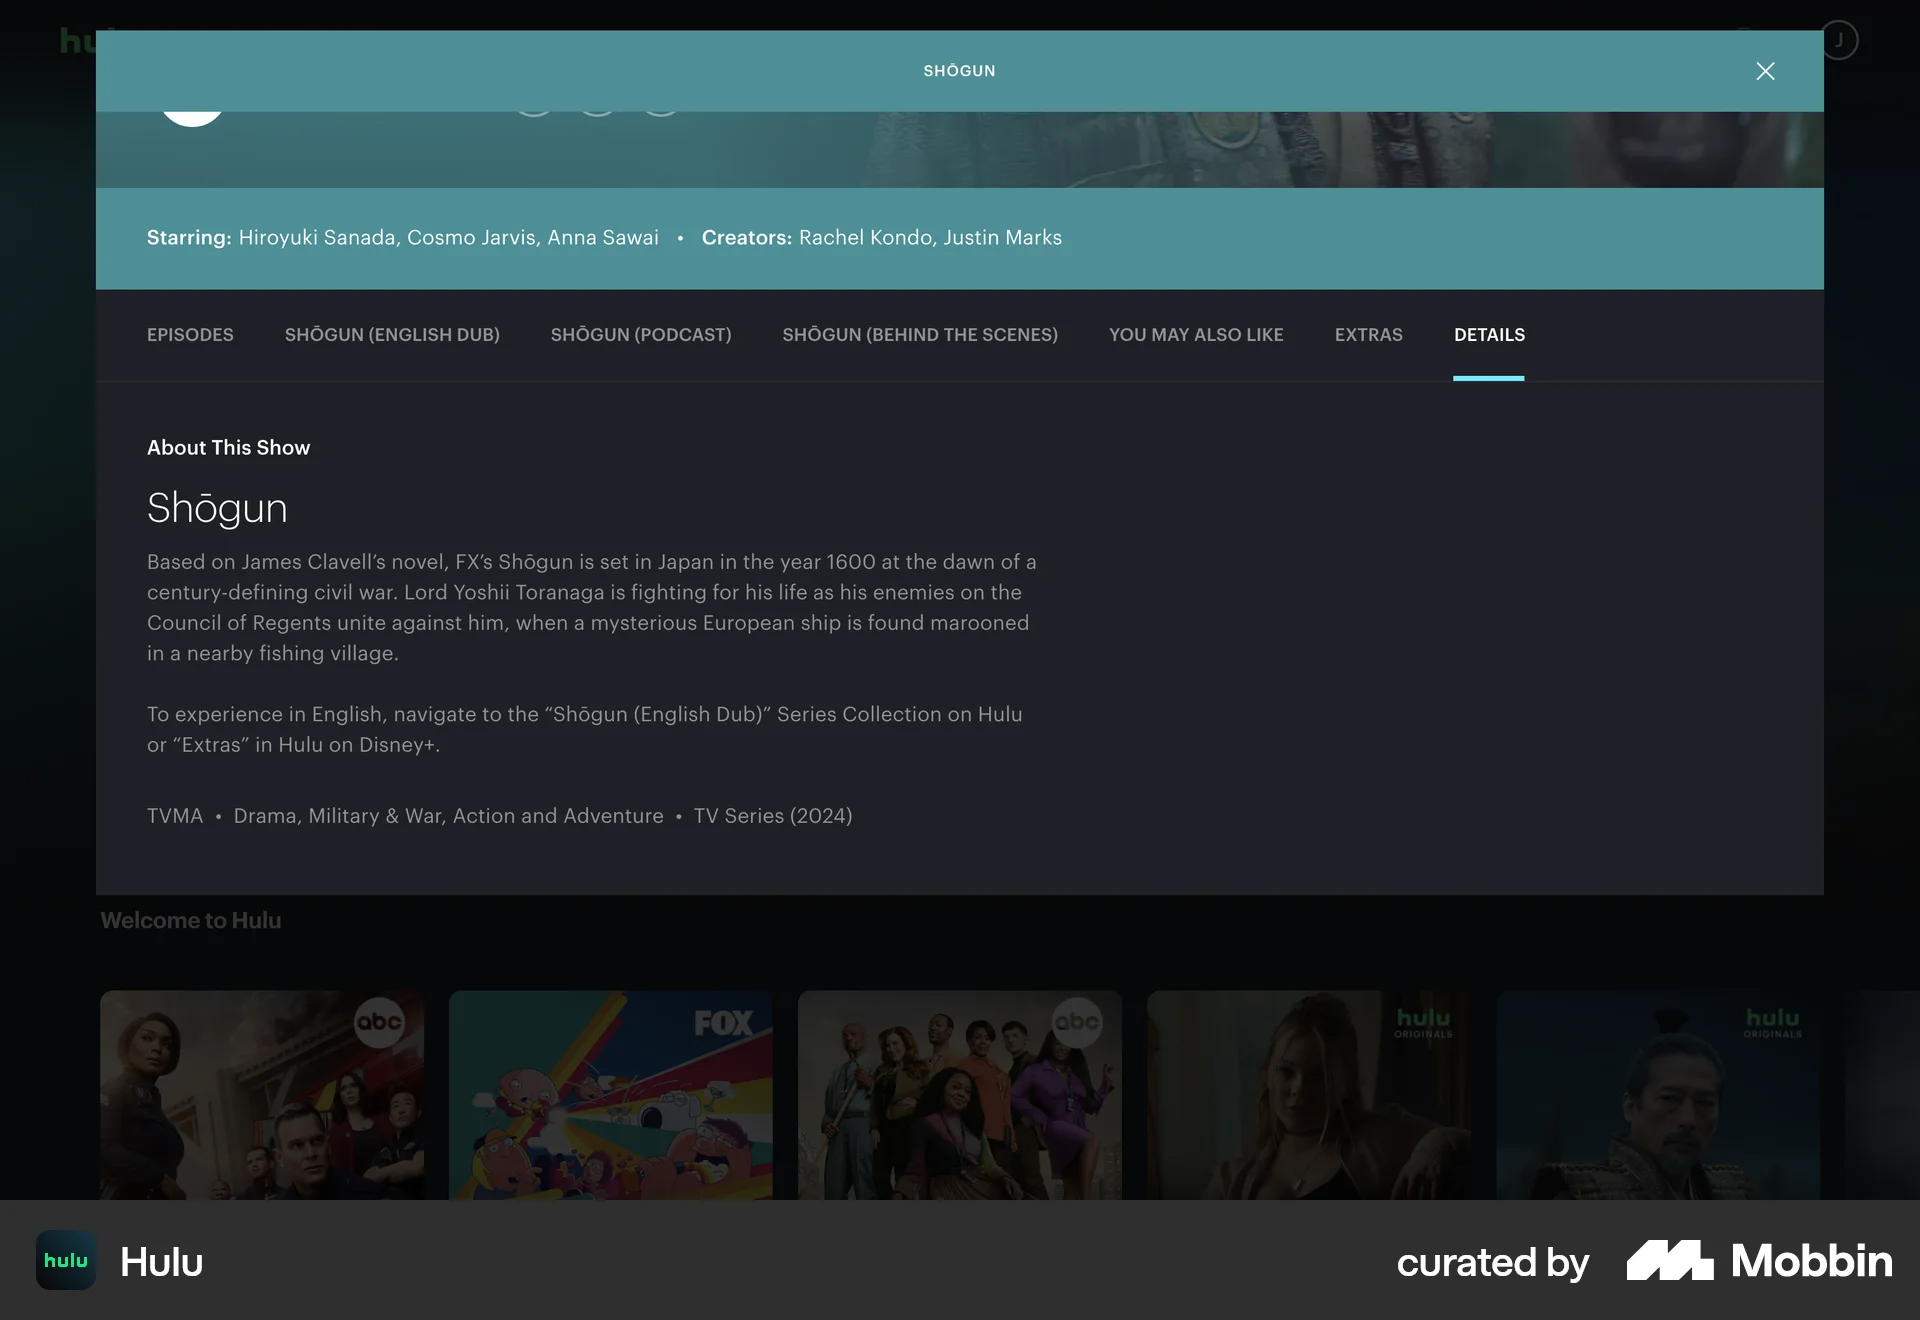 hu
J
SHŌGUN
Starring: Hiroyuki Sanada, Cosmo Jarvis, Anna Sawai • Creators: Rachel Kondo, Justin Marks
EPISODES SHŌGUN (ENGLISH DUB) SHŌGUN (PODCAST) SHŌGUN (BEHIND THE SCENES) YOU MAY ALSO LIKE EXTRAS DETAILS
About This Show
Shōgun
Based on James Clavell’s novel, FX’s Shōgun is set in Japan in the year 1600 at the dawn of a
century-defining civil war. Lord Yoshii Toranaga is fighting for his life as his enemies on the
Council of Regents unite against him, when a mysterious European ship is found marooned
in a nearby fishing village.
To experience in English, navigate to the “Shōgun (English Dub)” Series Collection on Hulu
or “Extras” in Hulu on Disney+.
TVMA • Drama, Military & War, Action and Adventure • TV Series (2024)
Welcome to Hulu
abc FOX abc hulu hulu
ORIGINALS ORIGINALS
hulu Hulu curated by Mobbin